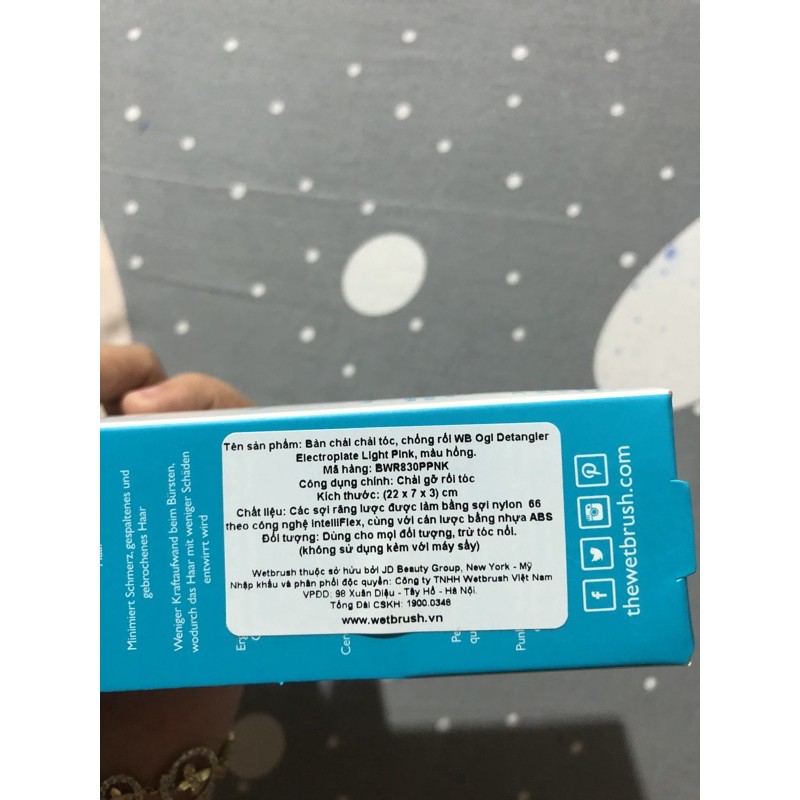 Tên sản phẩm: Bàn chải chải tóc, chống rối WB Ogl Detangler
Electroplate Light Pink, màu hồng.
Mã hàng: BWR830PPNK
Công dụng chính: Chải gỡ rối tóc
Kích thước: (22 x 7 x 3) cm
Chất liệu: Các sợi răng lược được làm bằng sợi nylon 66
theo công nghệ IntelliFlex, cùng với cán lược bằng nhựa ABS
Đối tượng: Dùng cho mọi đối tượng, trừ tóc nối.
(không sử dụng kèm với máy sấy)
Wetbrush thuộc sở hữu bởi JD Beauty Group, New York - Mỹ
Nhập khẩu và phân phối độc quyền: Công ty TNHH Wetbrush Việt Nam
VPĐD: 98 Xuân Diệu - Tây Hồ - Hà Nội.
Tổng Đài CSKH: 1900.0346
www.wetbrush.vn
Minimiert Schmerz, gespaltenes und
gebrochenes Haar
Weniger Kraftaufwand beim Bürsten,
wodurch das Haar mit weniger Schäden
entwirrt wird
thewetbrush.com